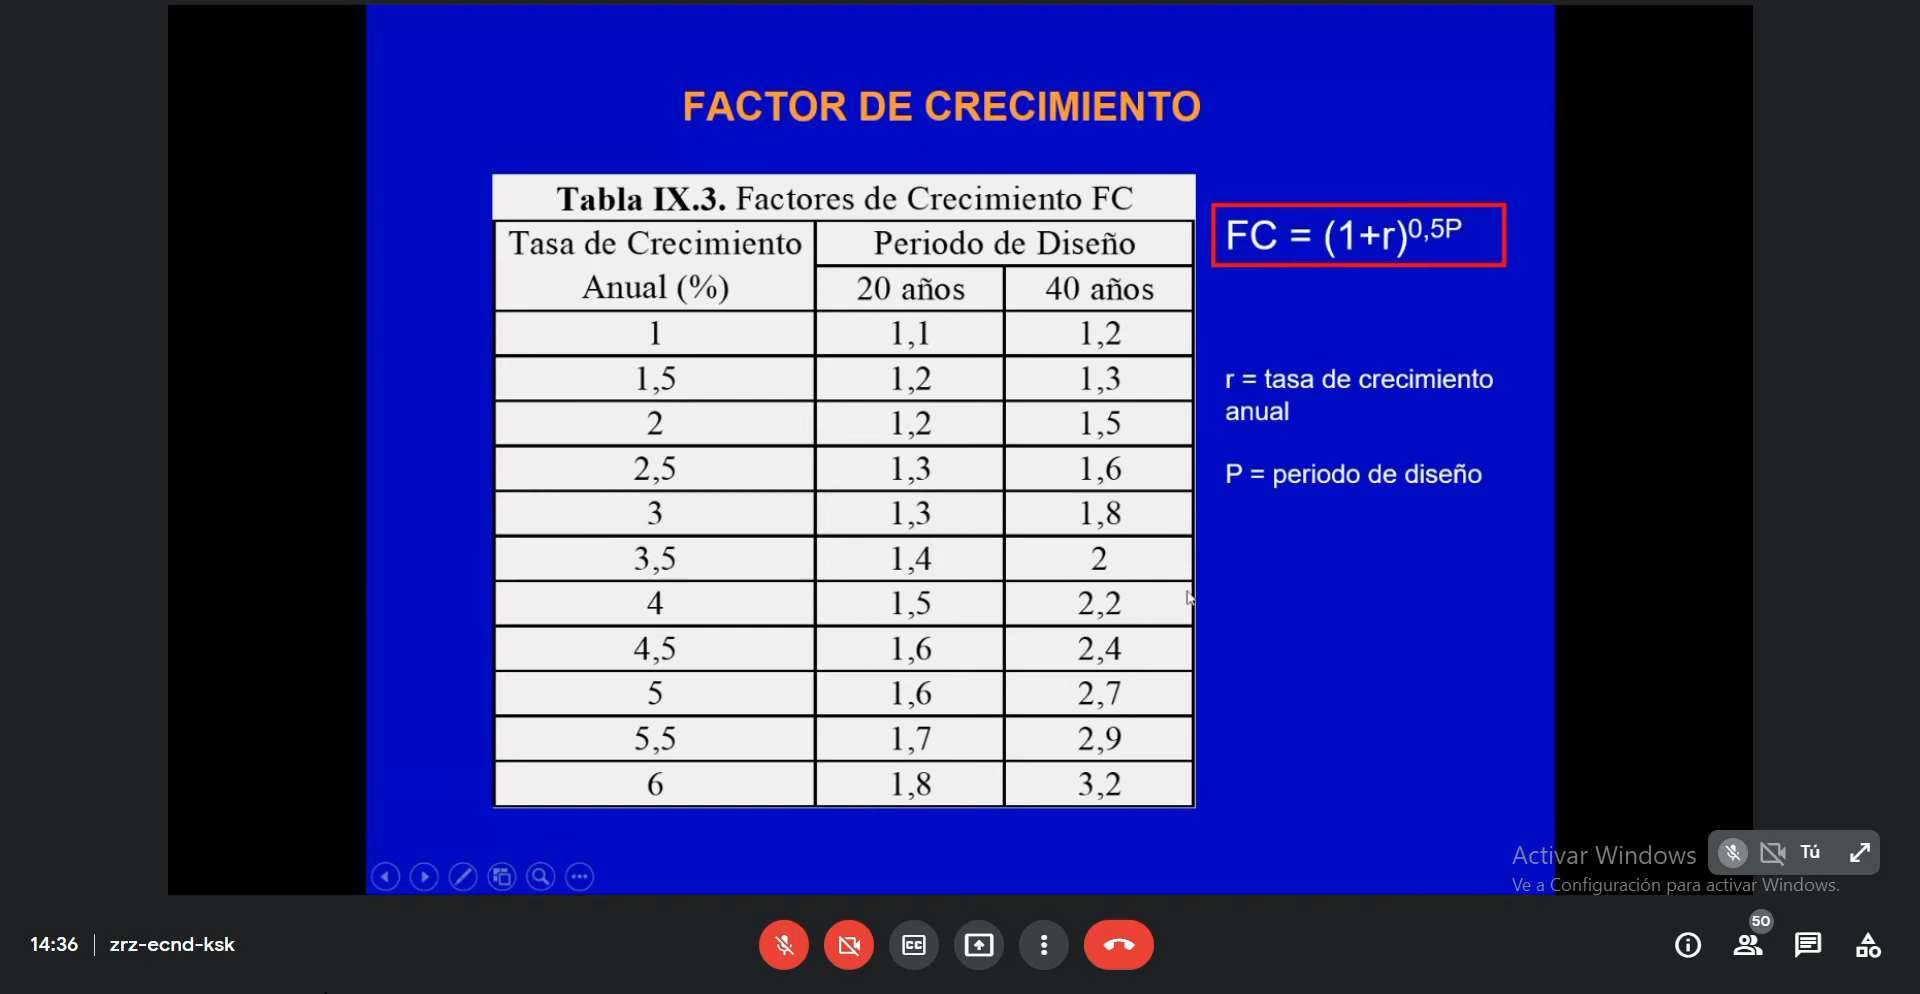 FACTOR DE CRECIMIENTO
Tabla IX.3. Factores de Crecimiento FC
Tasa de Crecimiento Anual (%) Periodo de Diseño
20 años 40 años
1 1,1 1,2
1,5 1,2 1,3
2 1,2 1,5
2,5 1,3 1,6
3 1,3 1,8
3,5 1,4 2
4 1,5 2,2
4,5 1,6 2,4
5 1,6 2,7
5,5 1,7 2,9
6 1,8 3,2
FC = (1+r)^0,5P
r = tasa de crecimiento
anual
P = periodo de diseño
Activar Windows
Ve a Configuración para activar Windows.
Tú
14:36 | zrz-ecnd-ksk
CC
50